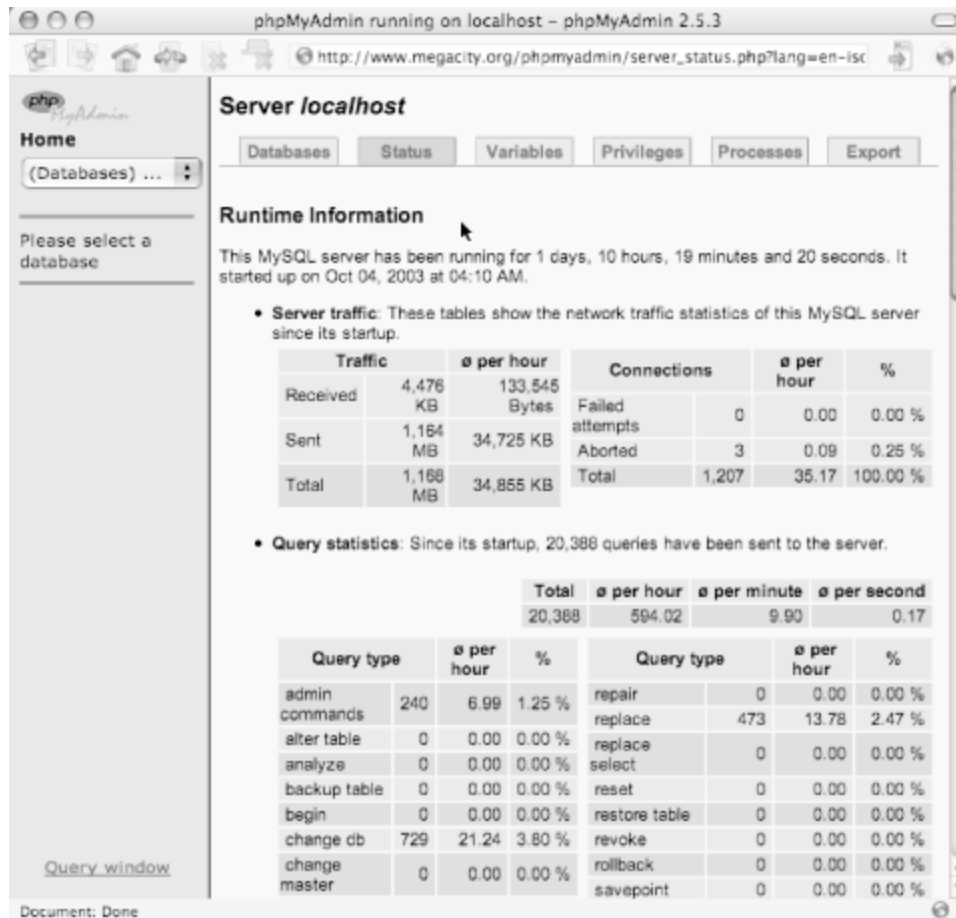 phpMyAdmin running on localhost – phpMyAdmin 2.5.3
http://www.megacity.org/phpmyadmin/server_status.php?lang=en-isc
php
MyAdmin
Home
(Databases) ...
Please select a
database
Query window
Server localhost
Databases Status Variables Privileges Processes Export
Runtime Information
This MySQL server has been running for 1 days, 10 hours, 19 minutes and 20 seconds. It
started up on Oct 04, 2003 at 04:10 AM.
• Server traffic: These tables show the network traffic statistics of this MySQL server
since its startup.
Traffic ø per hour
Received 4,476 KB 133,545 Bytes
Sent 1,164 MB 34,725 KB
Total 1,168 MB 34,855 KB
Connections ø per hour %
Failed attempts 0 0.00 0.00 %
Aborted 3 0.09 0.25 %
Total 1,207 35.17 100.00 %
• Query statistics: Since its startup, 20,388 queries have been sent to the server.
Total ø per hour ø per minute ø per second
20,388 594.02 9.90 0.17
Query type ø per hour %
admin commands 240 6.99 1.25 %
alter table 0 0.00 0.00 %
analyze 0 0.00 0.00 %
backup table 0 0.00 0.00 %
begin 0 0.00 0.00 %
change db 729 21.24 3.80 %
change master 0 0.00 0.00 %
Query type ø per hour %
repair 0 0.00 0.00 %
replace 473 13.78 2.47 %
replace select 0 0.00 0.00 %
reset 0 0.00 0.00 %
restore table 0 0.00 0.00 %
revoke 0 0.00 0.00 %
rollback 0 0.00 0.00 %
savepoint 0 0.00 0.00 %
Document: Done